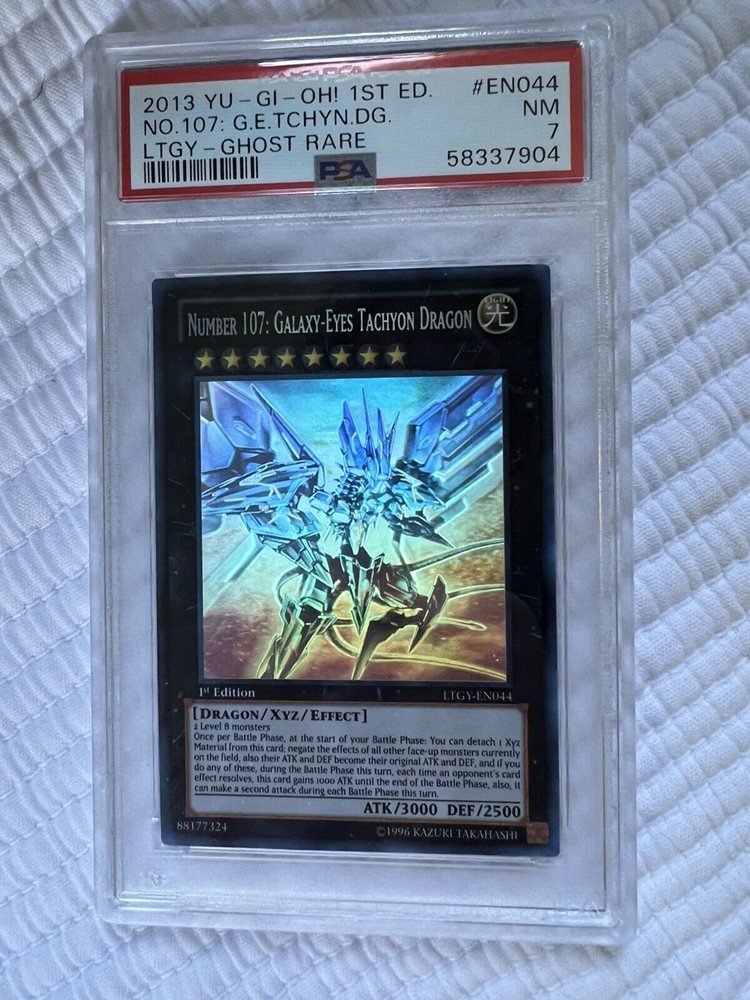 2013 YU-GI-OH! 1ST ED. #EN044
NO.107: G.E.TCHYN.DG. NM
LTGY-GHOST RARE 7
PSA 58337904
NUMBER 107: GALAXY-EYES TACHYON DRAGON
LIGHT
光
1st Edition LTGY-EN044
[DRAGON/XYZ/EFFECT]
2 Level 8 monsters
Once per Battle Phase, at the start of your Battle Phase: You can detach 1 Xyz
Material from this card; negate the effects of all other face-up monsters currently
on the field, also their ATK and DEF become their original ATK and DEF, and if you
do any of these, during the Battle Phase this turn, each time an opponent's card
effect resolves, this card gains 1000 ATK until the end of the Battle Phase, also, it
can make a second attack during each Battle Phase this turn.
ATK/3000 DEF/2500
88177324 ©1996 KAZUKI TAKAHASHI